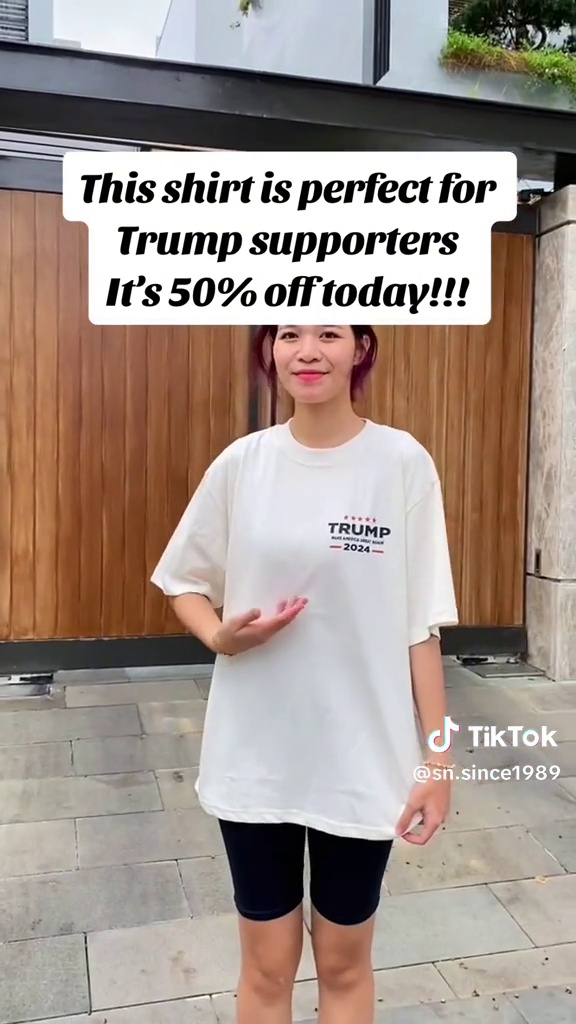 This shirt is perfect for
Trump supporters
It's 50% off today!!!
TRUMP
MAKE AMERICA GREAT AGAIN
2024
TikTok
@sn.since1989